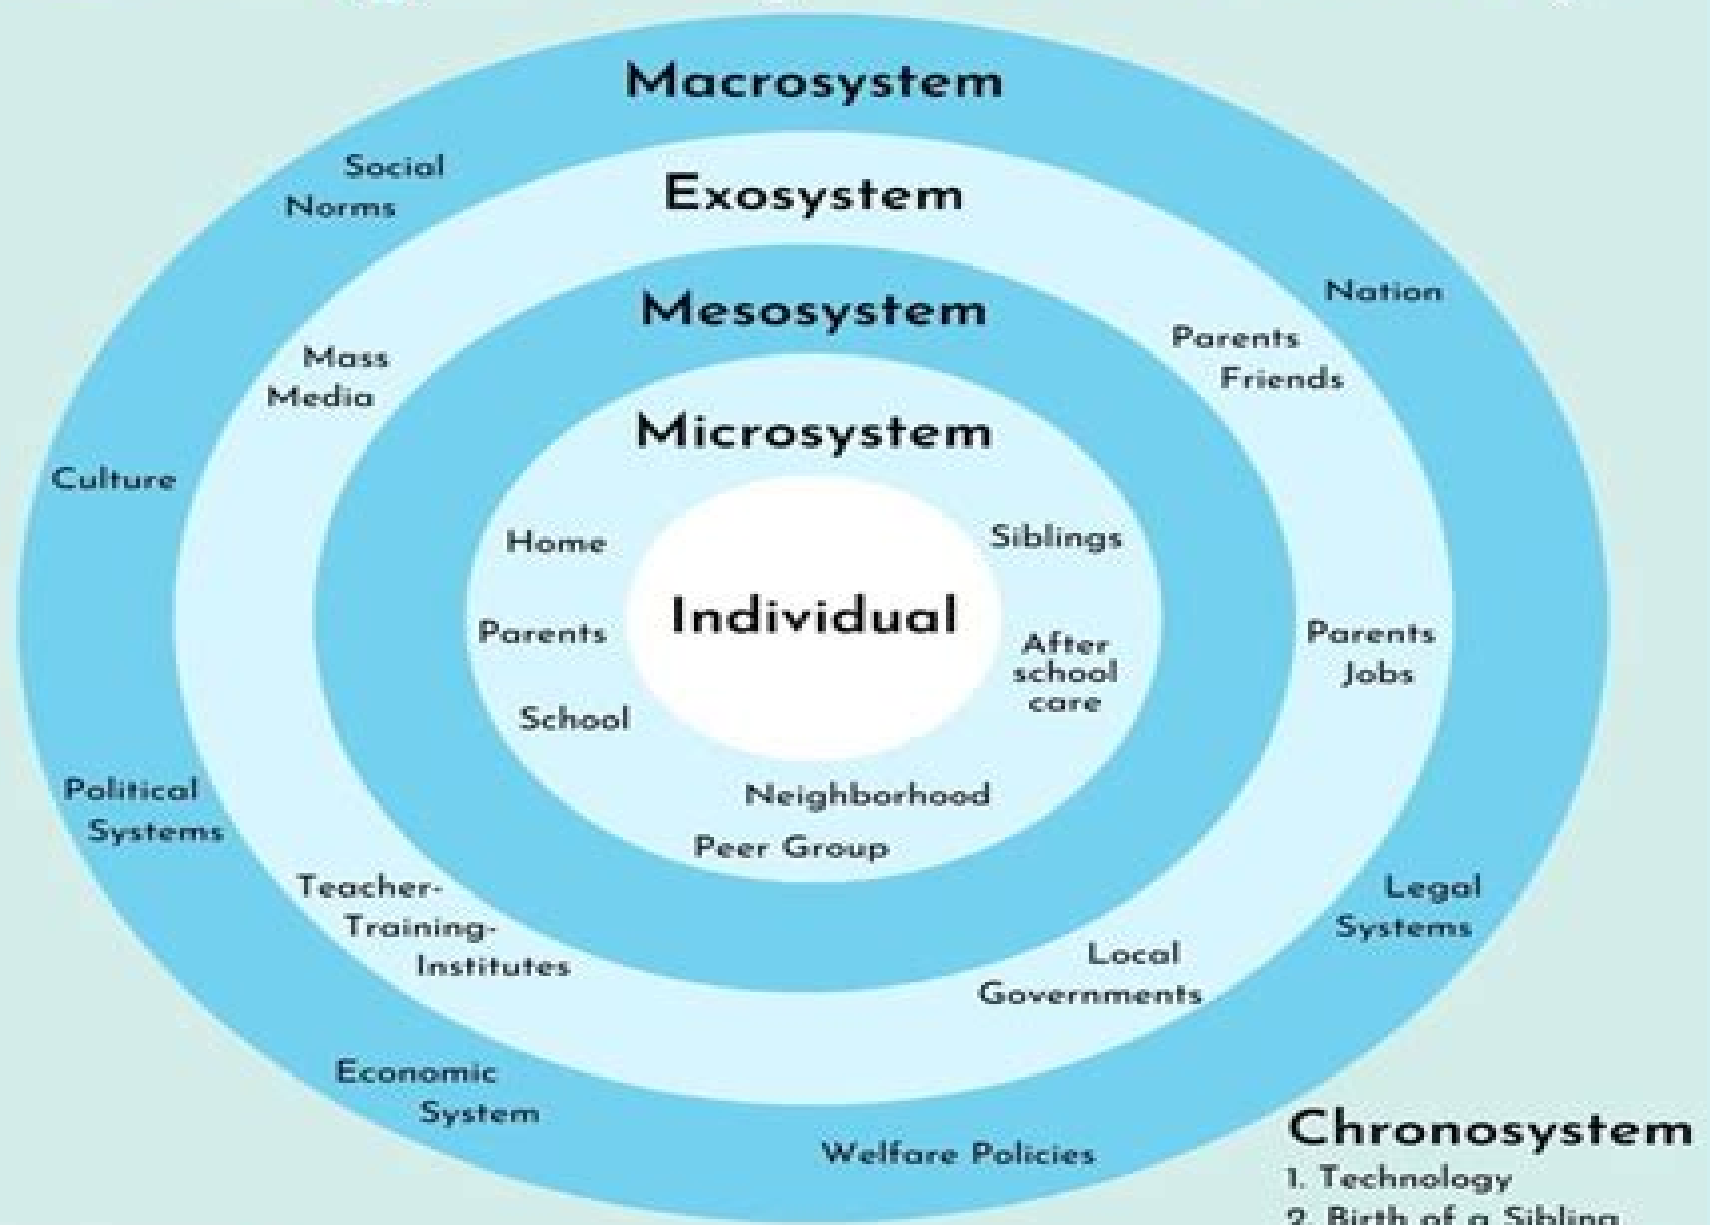 Macrosystem
Social
Norms
Exosystem
Nation
Mesosystem
Parents
Friends
Mass
Media
Microsystem
Culture
Home
Siblings
Individual
Parents
After
school
care
Parents
Jobs
School
Neighborhood
Peer Group
Political
Systems
Teacher-
Training-
Institutes
Legal
Systems
Local
Governments
Economic
System
Welfare Policies
Chronosystem
1. Technology
2. Birth of a Sibling